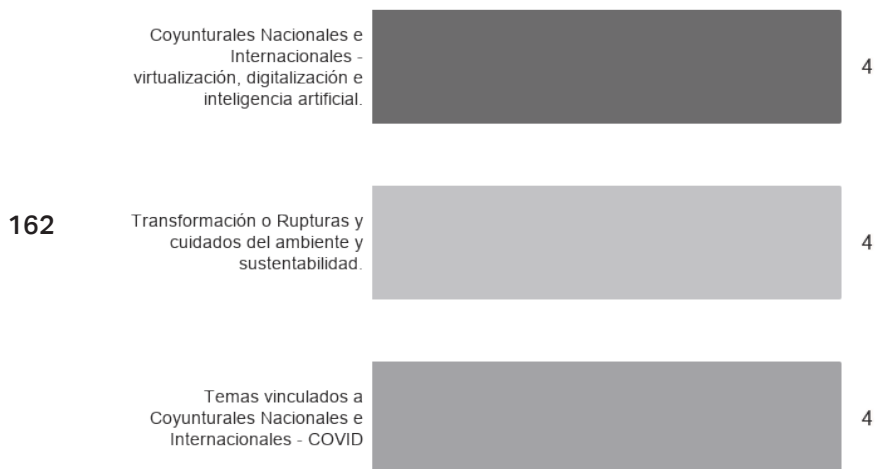 Coyunturales Nacionales e
Internacionales -
virtualización, digitalización e
inteligencia artificial.
4
162
Transformación o Rupturas y
cuidados del ambiente y
sustentabilidad.
4
Temas vinculados a
Coyunturales Nacionales e
Internacionales - COVID
4